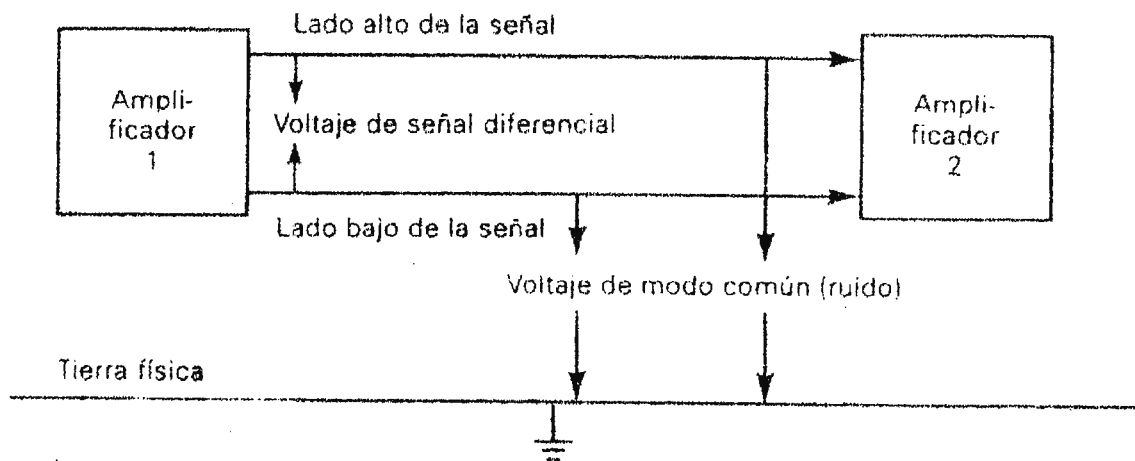 Lado alto de la señal
Ampli-
ficador
1
Voltaje de señal diferencial
Ampli-
ficador
2
Lado bajo de la señal
Voltaje de modo común (ruido)
Tierra física